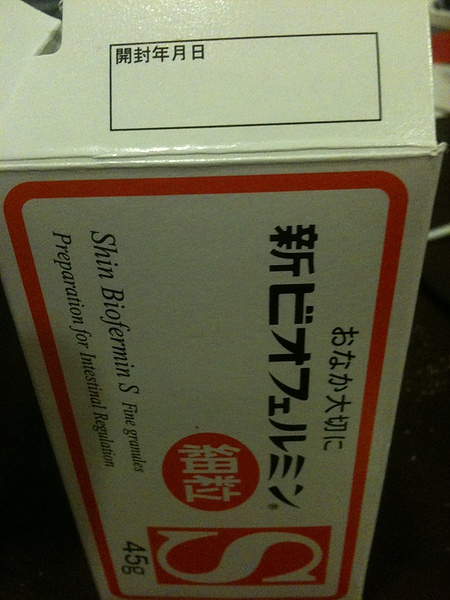 開封年月日
おなか大切に
新ビオフェルミン®
細粒
S
Shin Biofermin S Fine granules
Preparation for Intestinal Regulation
45g